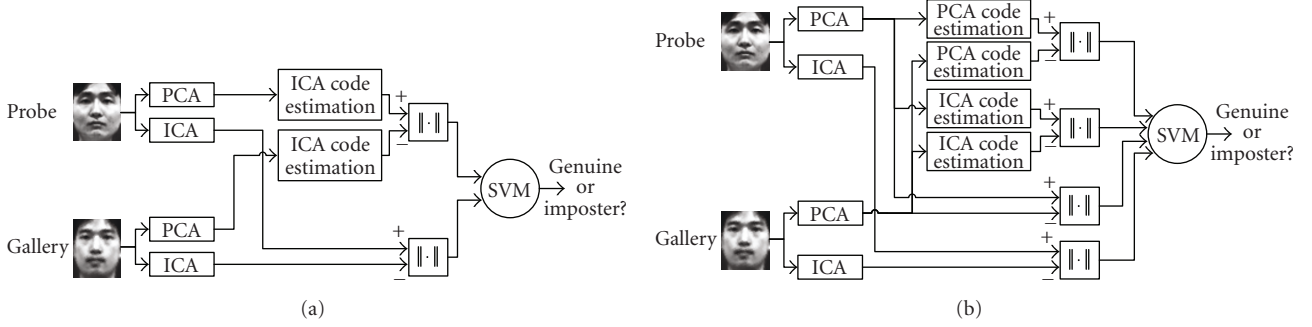 Probe
PCA
ICA
ICA code
estimation
ICA code
estimation
+
−
‖·‖
Gallery
PCA
ICA
+
−
‖·‖
SVM
Genuine
or
imposter?
(a)
Probe
PCA
ICA
PCA code
estimation
PCA code
estimation
+
−
‖·‖
ICA code
estimation
ICA code
estimation
+
−
‖·‖
Gallery
PCA
ICA
+
−
‖·‖
+
−
‖·‖
SVM
Genuine
or
imposter?
(b)